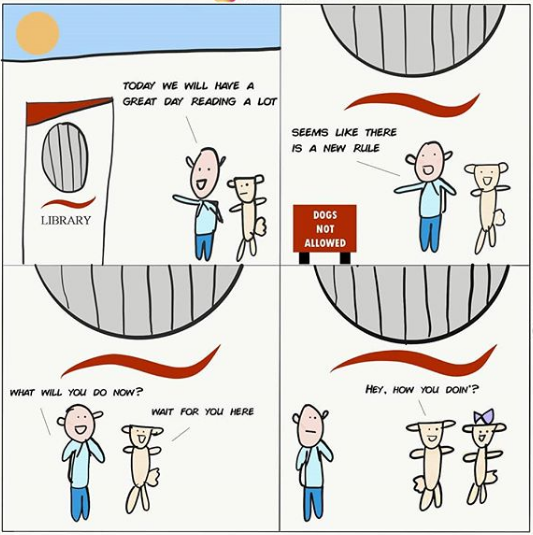 TODAY WE WILL HAVE A
GREAT DAY READING A LOT
LIBRARY
SEEMS LIKE THERE
IS A NEW RULE
DOGS
NOT
ALLOWED
WHAT WILL YOU DO NOW?
WAIT FOR YOU HERE
HEY, HOW YOU DOIN'?